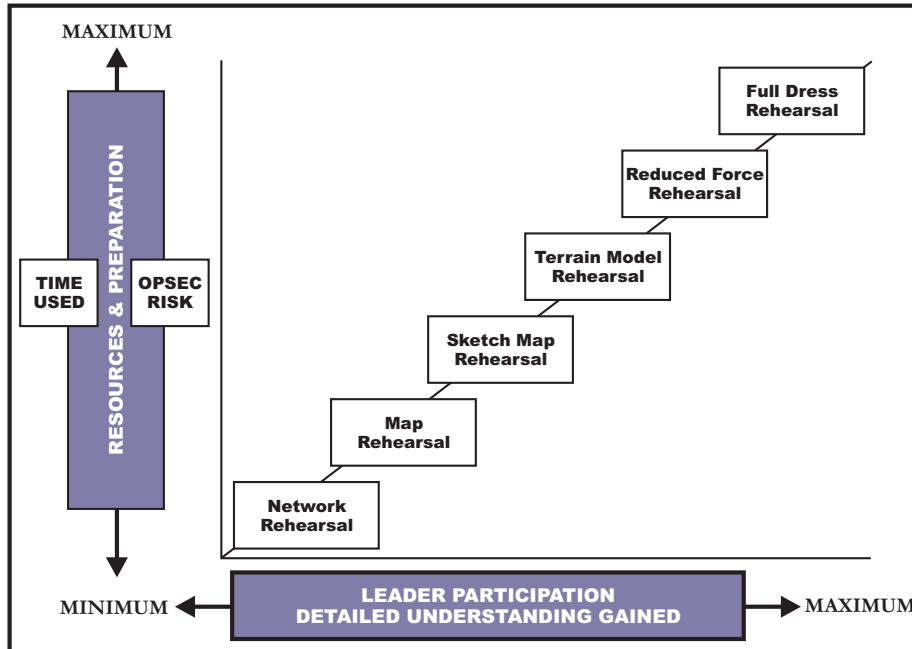 MAXIMUM
RESOURCES & PREPARATION
TIME
USED
OPSEC
RISK
Full Dress
Rehearsal
Reduced Force
Rehearsal
Terrain Model
Rehearsal
Sketch Map
Rehearsal
Map
Rehearsal
Network
Rehearsal
MINIMUM
LEADER PARTICIPATION
DETAILED UNDERSTANDING GAINED
MAXIMUM